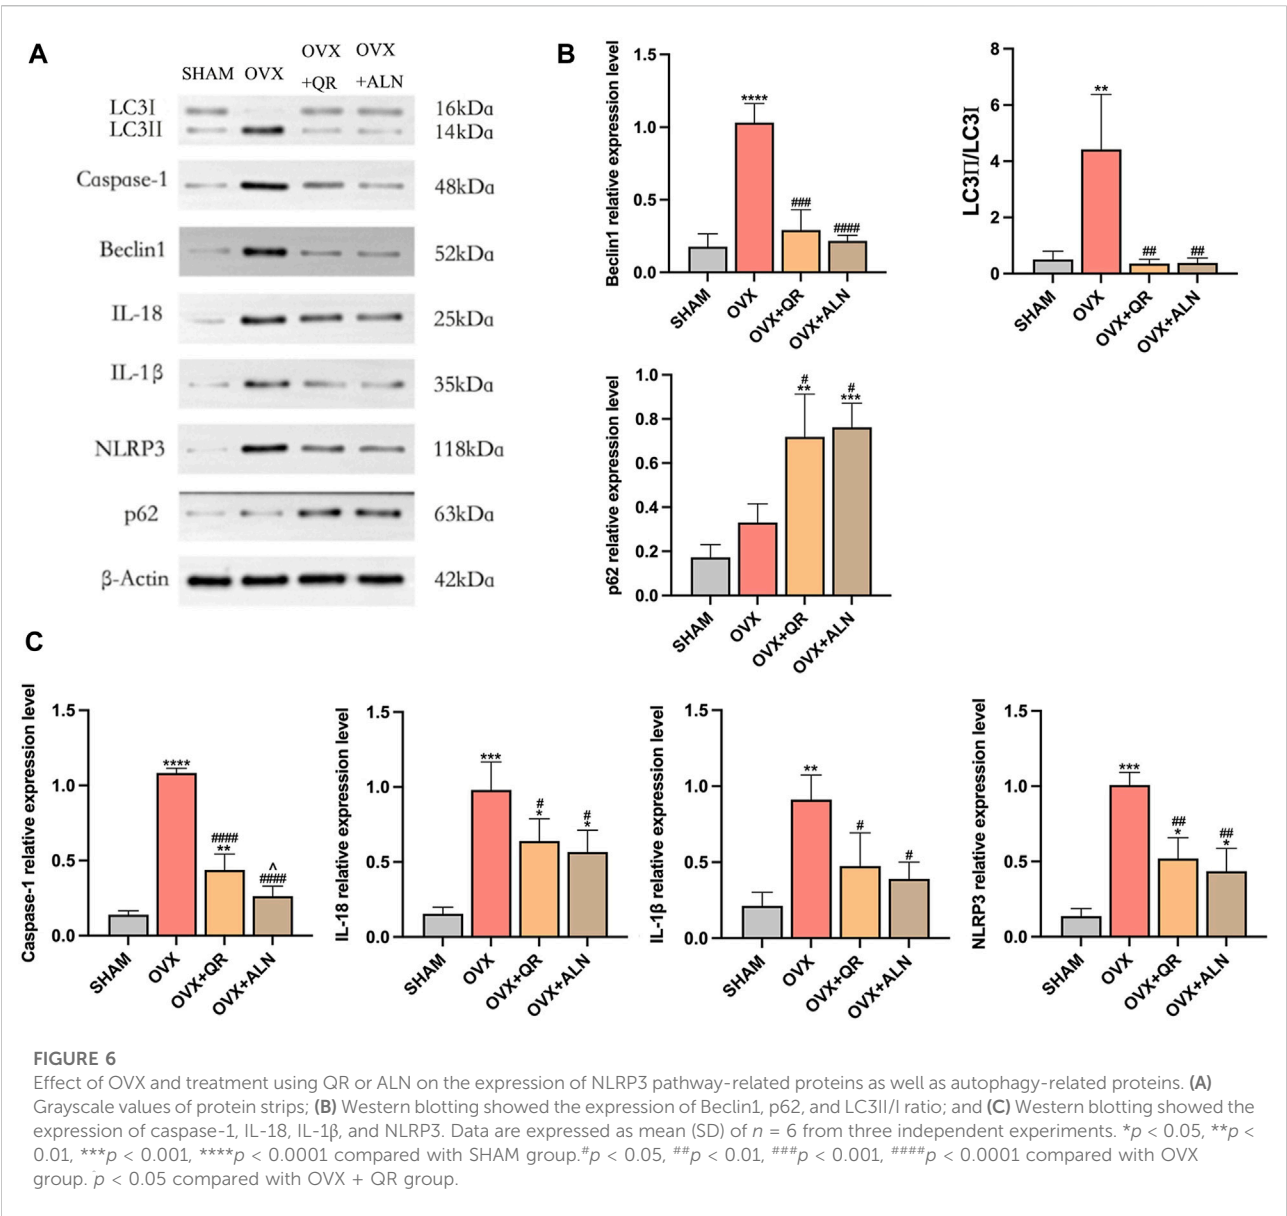 A
SHAM OVX OVX +QR OVX +ALN
LC3I 16kDa
LC3II 14kDa
Caspase-1 48kDa
Beclin1 52kDa
IL-18 25kDa
IL-1β 35kDa
NLRP3 118kDa
p62 63kDa
β-Actin 42kDa
B
Beclin1 relative expression level
1.5
1.0
0.5
0.0
****
###
####
SHAM
OVX
OVX+QR
OVX+ALN
LC3II/LC3I
8
6
4
2
0
**
##
##
SHAM
OVX
OVX+QR
OVX+ALN
p62 relative expression level
1.0
0.8
0.6
0.4
0.2
0.0
#
**
#
***
SHAM
OVX
OVX+QR
OVX+ALN
C
Caspase-1 relative expression level
1.5
1.0
0.5
0.0
****
####
**
^
####
SHAM
OVX
OVX+QR
OVX+ALN
IL-18 relative expression level
1.5
1.0
0.5
0.0
***
#
*
#
*
SHAM
OVX
OVX+QR
OVX+ALN
IL-1β relative expression level
1.5
1.0
0.5
0.0
**
#
#
SHAM
OVX
OVX+QR
OVX+ALN
NLRP3 relative expression level
1.5
1.0
0.5
0.0
***
##
*
##
*
SHAM
OVX
OVX+QR
OVX+ALN
FIGURE 6
Effect of OVX and treatment using QR or ALN on the expression of NLRP3 pathway-related proteins as well as autophagy-related proteins. (A)
Grayscale values of protein strips; (B) Western blotting showed the expression of Beclin1, p62, and LC3II/I ratio; and (C) Western blotting showed the
expression of caspase-1, IL-18, IL-1β, and NLRP3. Data are expressed as mean (SD) of n = 6 from three independent experiments. *p < 0.05, **p <
0.01, ***p < 0.001, ****p < 0.0001 compared with SHAM group.#p < 0.05, ##p < 0.01, ###p < 0.001, ####p < 0.0001 compared with OVX
group. ^p < 0.05 compared with OVX + QR group.